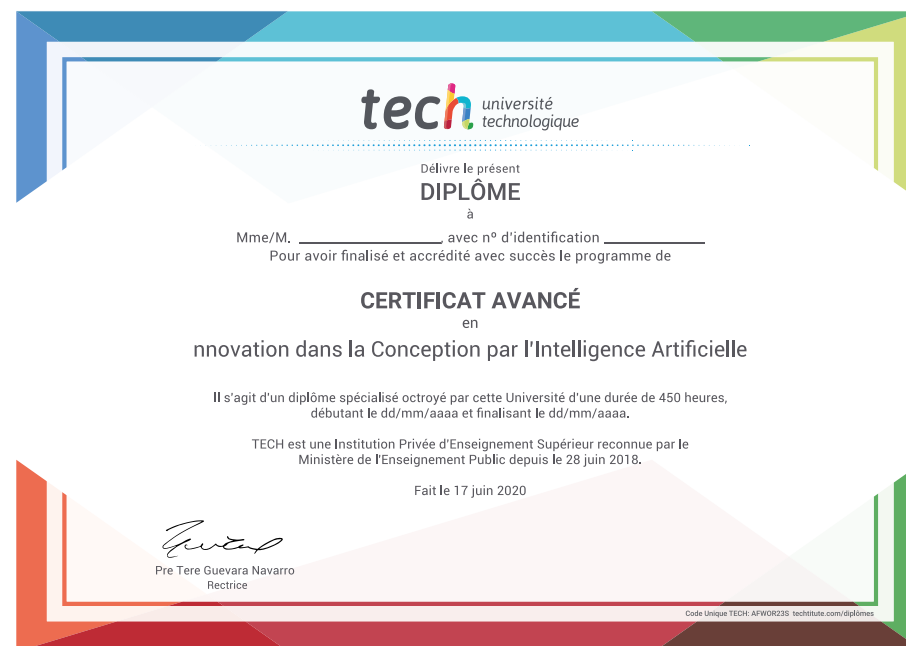 tech université
technologique
Délivre le présent
DIPLÔME
à
Mme/M. ____________, avec nº d'identification ____________
Pour avoir finalisé et accrédité avec succès le programme de
CERTIFICAT AVANCÉ
en
nnovation dans la Conception par l'Intelligence Artificielle
Il s'agit d'un diplôme spécialisé octroyé par cette Université d'une durée de 450 heures,
débutant le dd/mm/aaaa et finalisant le dd/mm/aaaa.
TECH est une Institution Privée d'Enseignement Supérieur reconnue par le
Ministère de l'Enseignement Public depuis le 28 juin 2018.
Fait le 17 juin 2020
Pre Tere Guevara Navarro
Rectrice
Code Unique TECH: AFWOR23S techtitute.com/diplômes